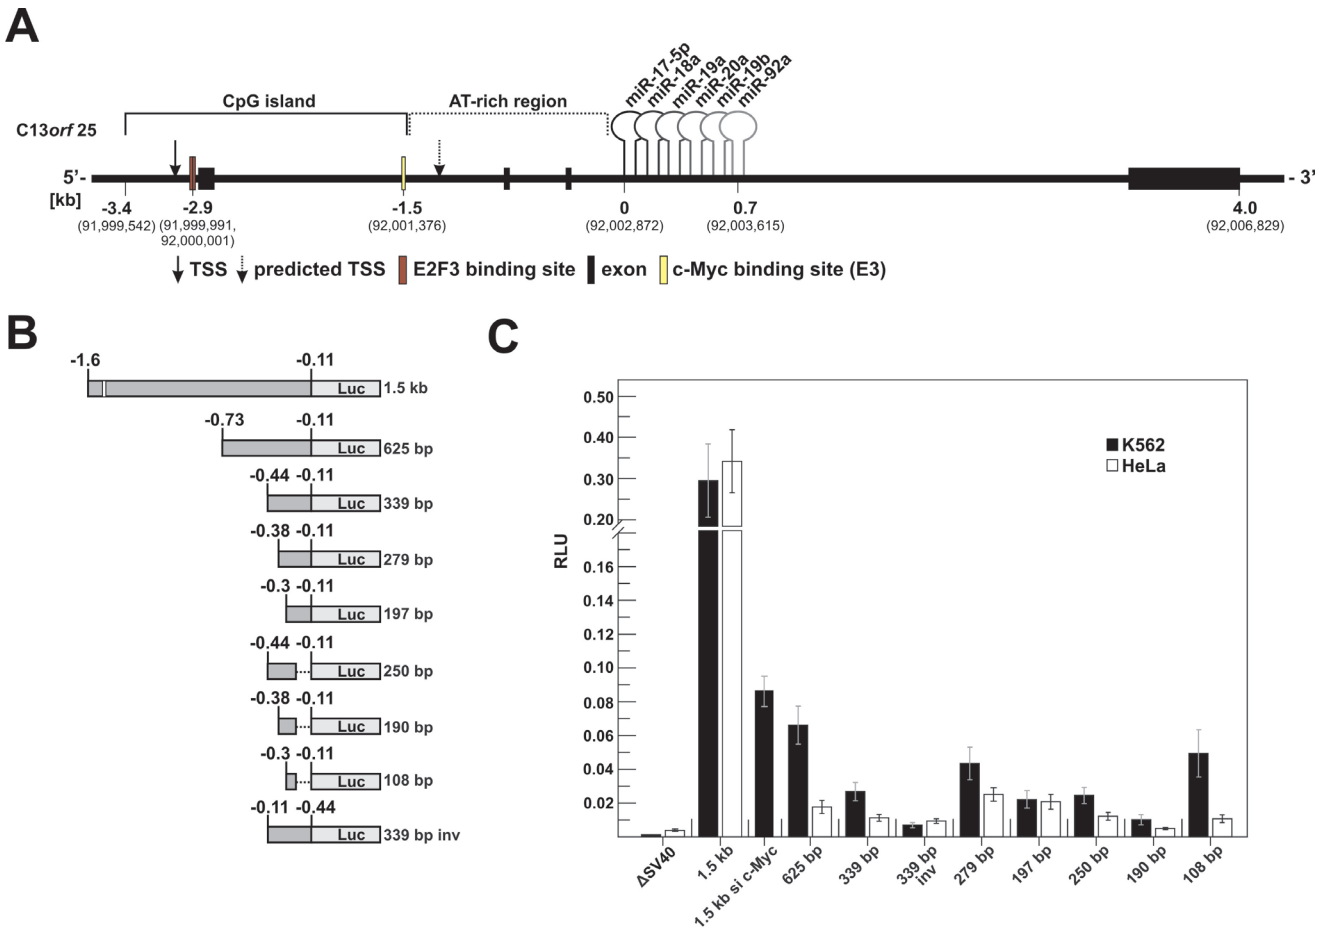 A
miR-17-5p
miR-18a
miR-19a
miR-20a
miR-19b
miR-92a
CpG island
AT-rich region
C13orf 25
5’-
- 3’
[kb]
-3.4
-2.9
-1.5
0
0.7
4.0
(91,999,542)
(91,999,991,
92,000,001)
(92,001,376)
(92,002,872)
(92,003,615)
(92,006,829)
TSS
predicted TSS
E2F3 binding site
exon
c-Myc binding site (E3)
B
-1.6 -0.11
Luc 1.5 kb
-0.73 -0.11
Luc 625 bp
-0.44 -0.11
Luc 339 bp
-0.38 -0.11
Luc 279 bp
-0.3 -0.11
Luc 197 bp
-0.44 -0.11
Luc 250 bp
-0.38 -0.11
Luc 190 bp
-0.3 -0.11
Luc 108 bp
-0.11 -0.44
Luc 339 bp inv
C
RLU
0.50
0.40
0.30
0.20
0.16
0.14
0.12
0.10
0.08
0.06
0.04
0.02
K562
HeLa
ΔSV40
1.5 kb
1.5 kb si c-Myc
625 bp
339 bp
339 bp
inv
279 bp
197 bp
250 bp
190 bp
108 bp